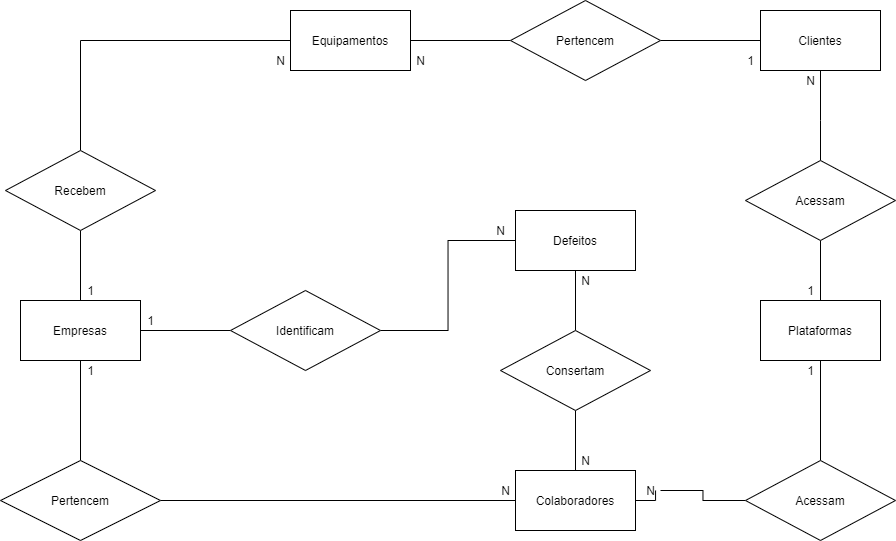 Equipamentos
Pertencem
Clientes
N
N
1
N
Recebem
Acessam
N
Defeitos
N
1
1
Empresas
1
Identificam
Plataformas
1
1
Consertam
N
Pertencem
N
Colaboradores
N
Acessam